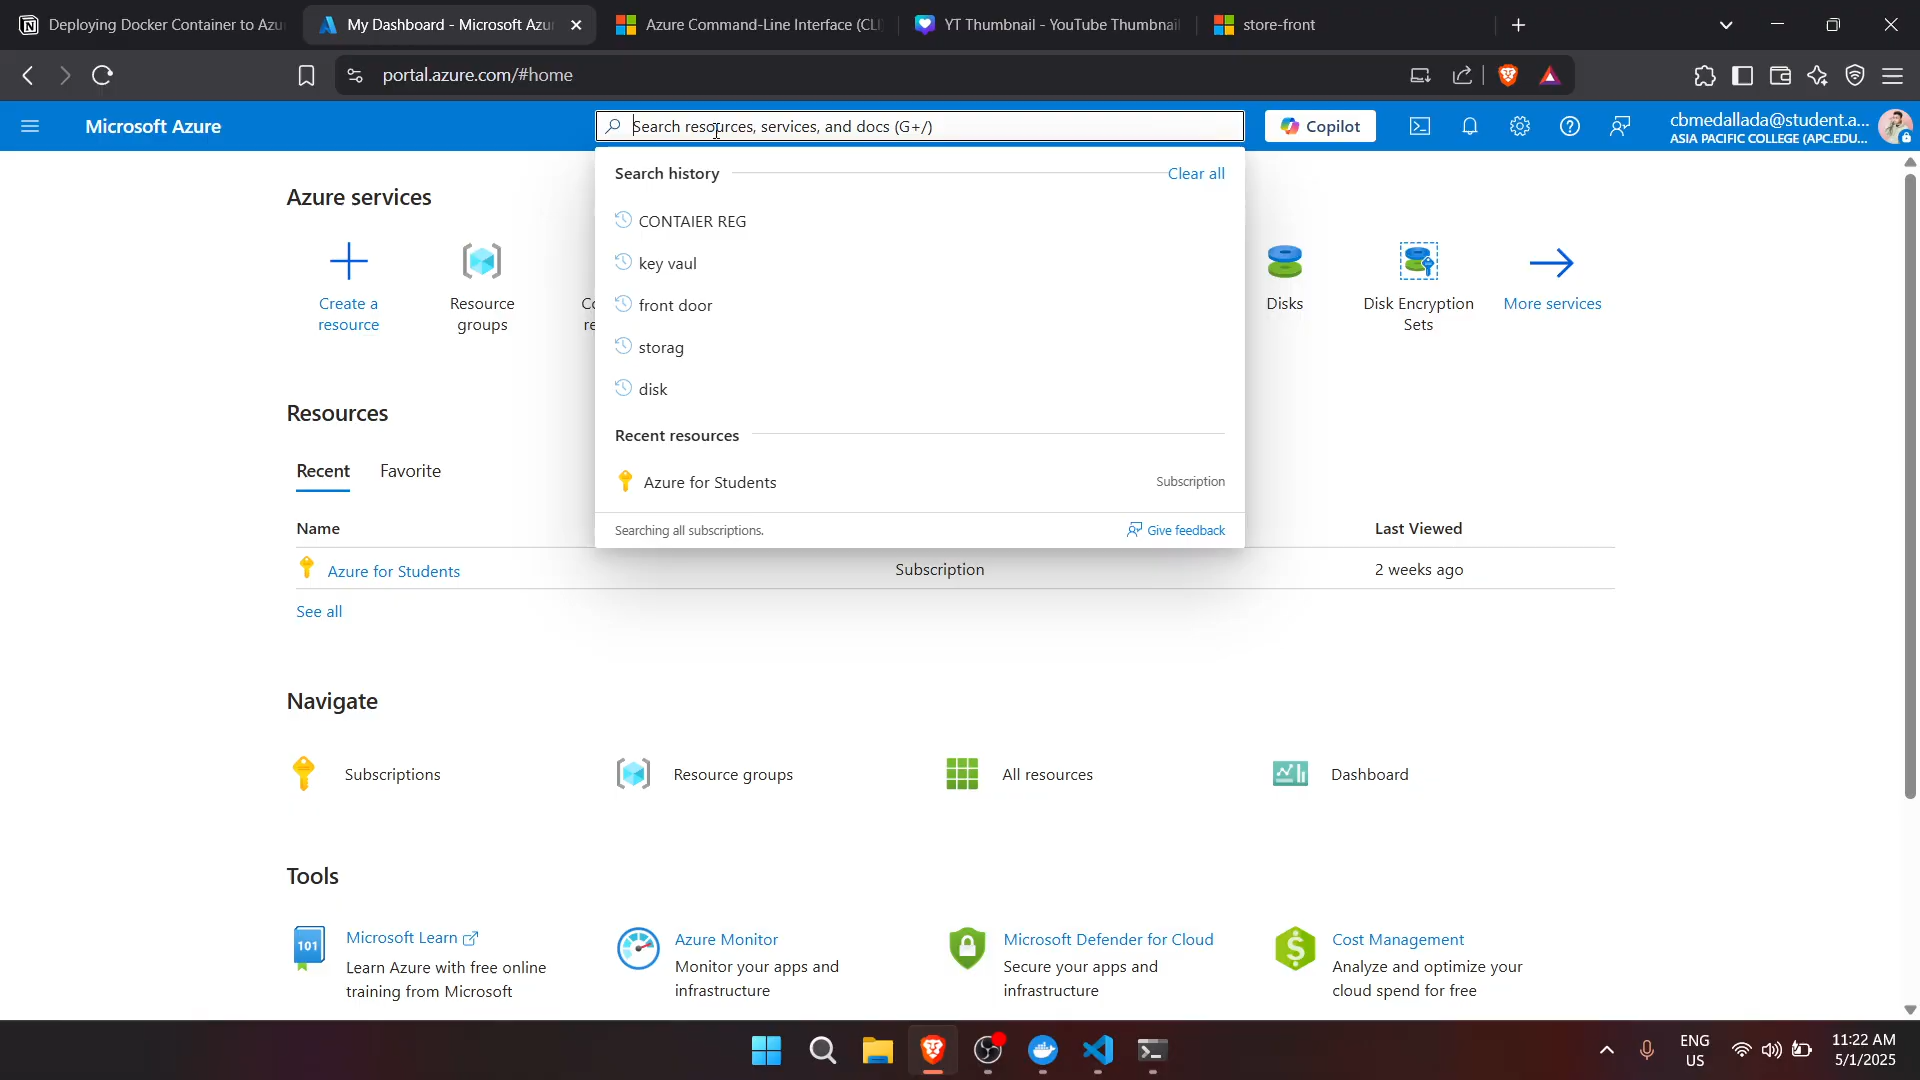 Deploying Docker Container to Azu
My Dashboard - Microsoft Azu
Azure Command-Line Interface (CLI
YT Thumbnail - YouTube Thumbnail
store-front
portal.azure.com/#home
Microsoft Azure
Search resources, services, and docs (G+/)
Copilot
cbmedallada@student.a...
ASIA PACIFIC COLLEGE (APC.EDU...
Search history
Clear all
CONTAIER REG
key vaul
front door
storag
disk
Recent resources
Azure for Students
Subscription
Searching all subscriptions.
Give feedback
Azure services
Create a
resource
Resource
groups
Disks
Disk Encryption
Sets
More services
Resources
Recent
Favorite
Name
Last Viewed
Azure for Students
Subscription
2 weeks ago
See all
Navigate
Subscriptions
Resource groups
All resources
Dashboard
Tools
101
Microsoft Learn
Learn Azure with free online
training from Microsoft
Azure Monitor
Monitor your apps and
infrastructure
Microsoft Defender for Cloud
Secure your apps and
infrastructure
Cost Management
Analyze and optimize your
cloud spend for free
ENG
US
11:22 AM
5/1/2025